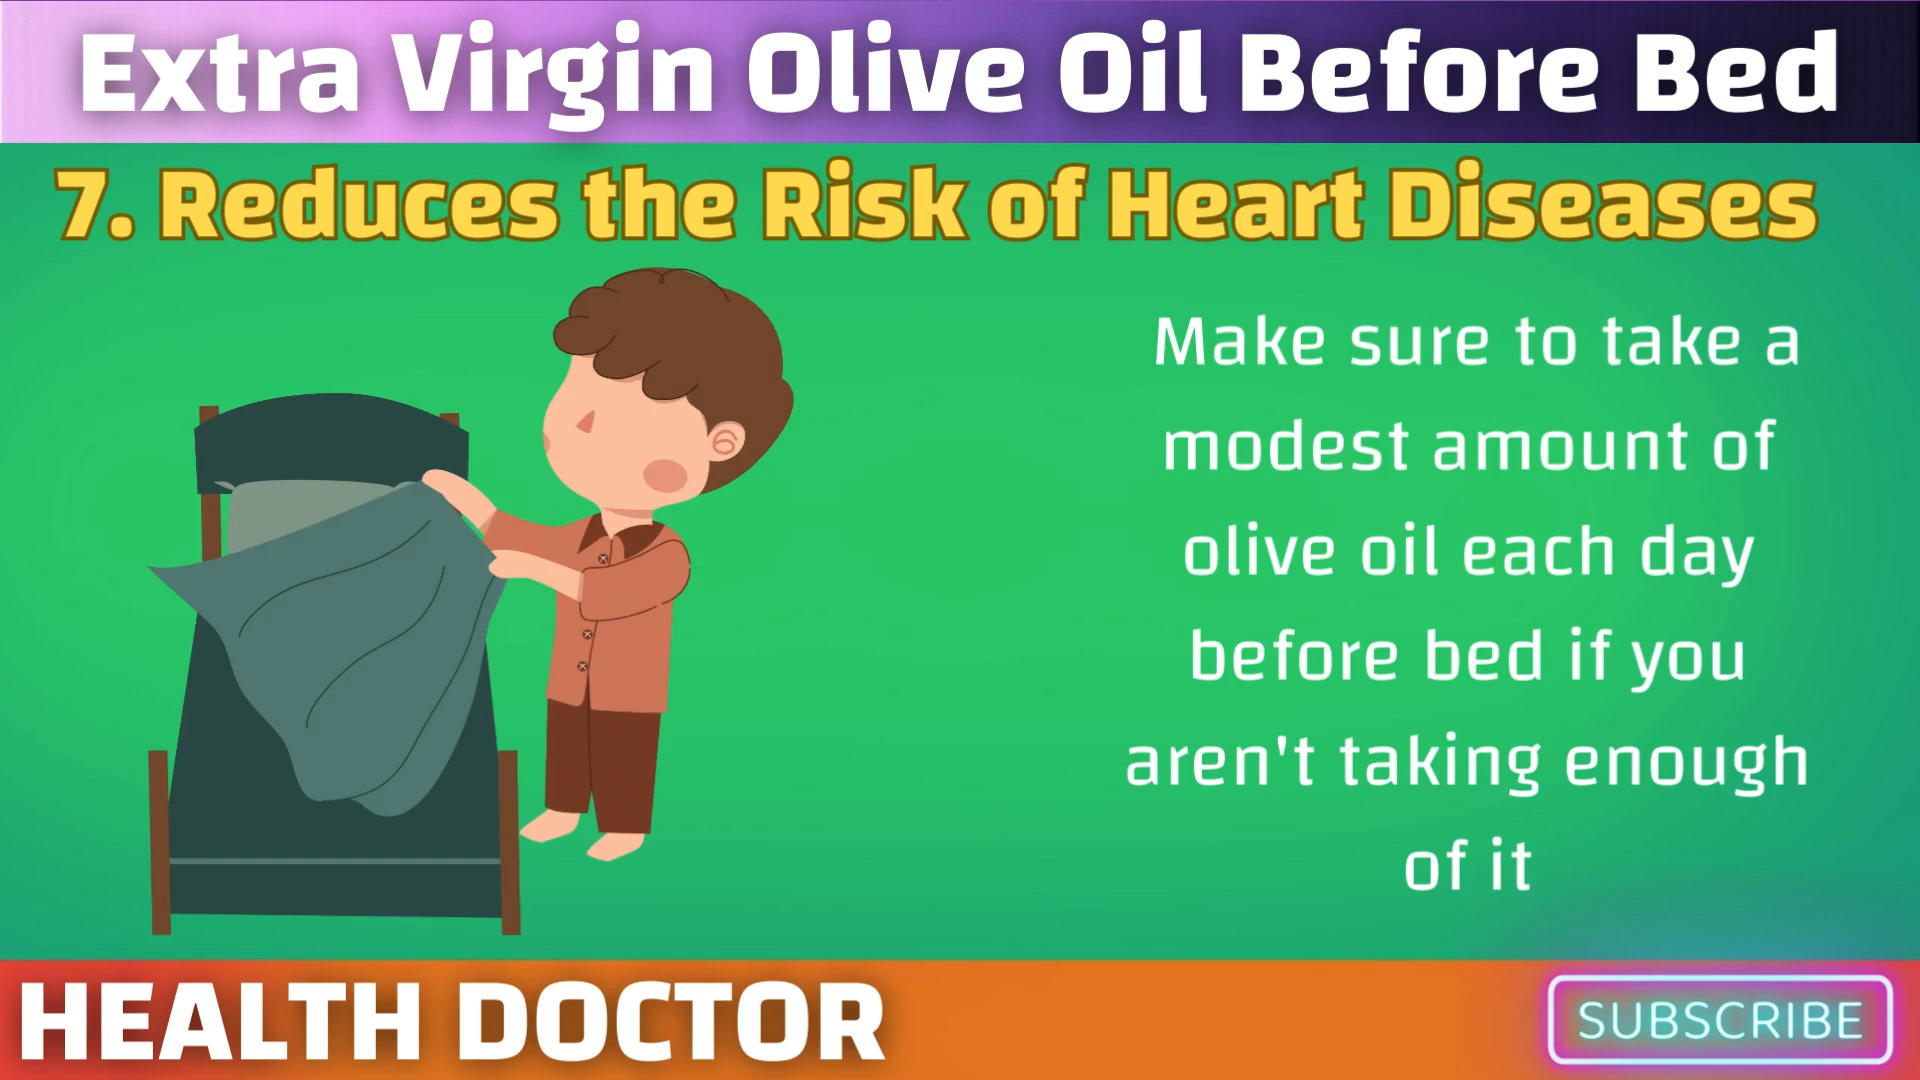 Extra Virgin Olive Oil Before Bed
7. Reduces the Risk of Heart Diseases
Make sure to take a
modest amount of
olive oil each day
before bed if you
aren't taking enough
of it
HEALTH DOCTOR
SUBSCRIBE